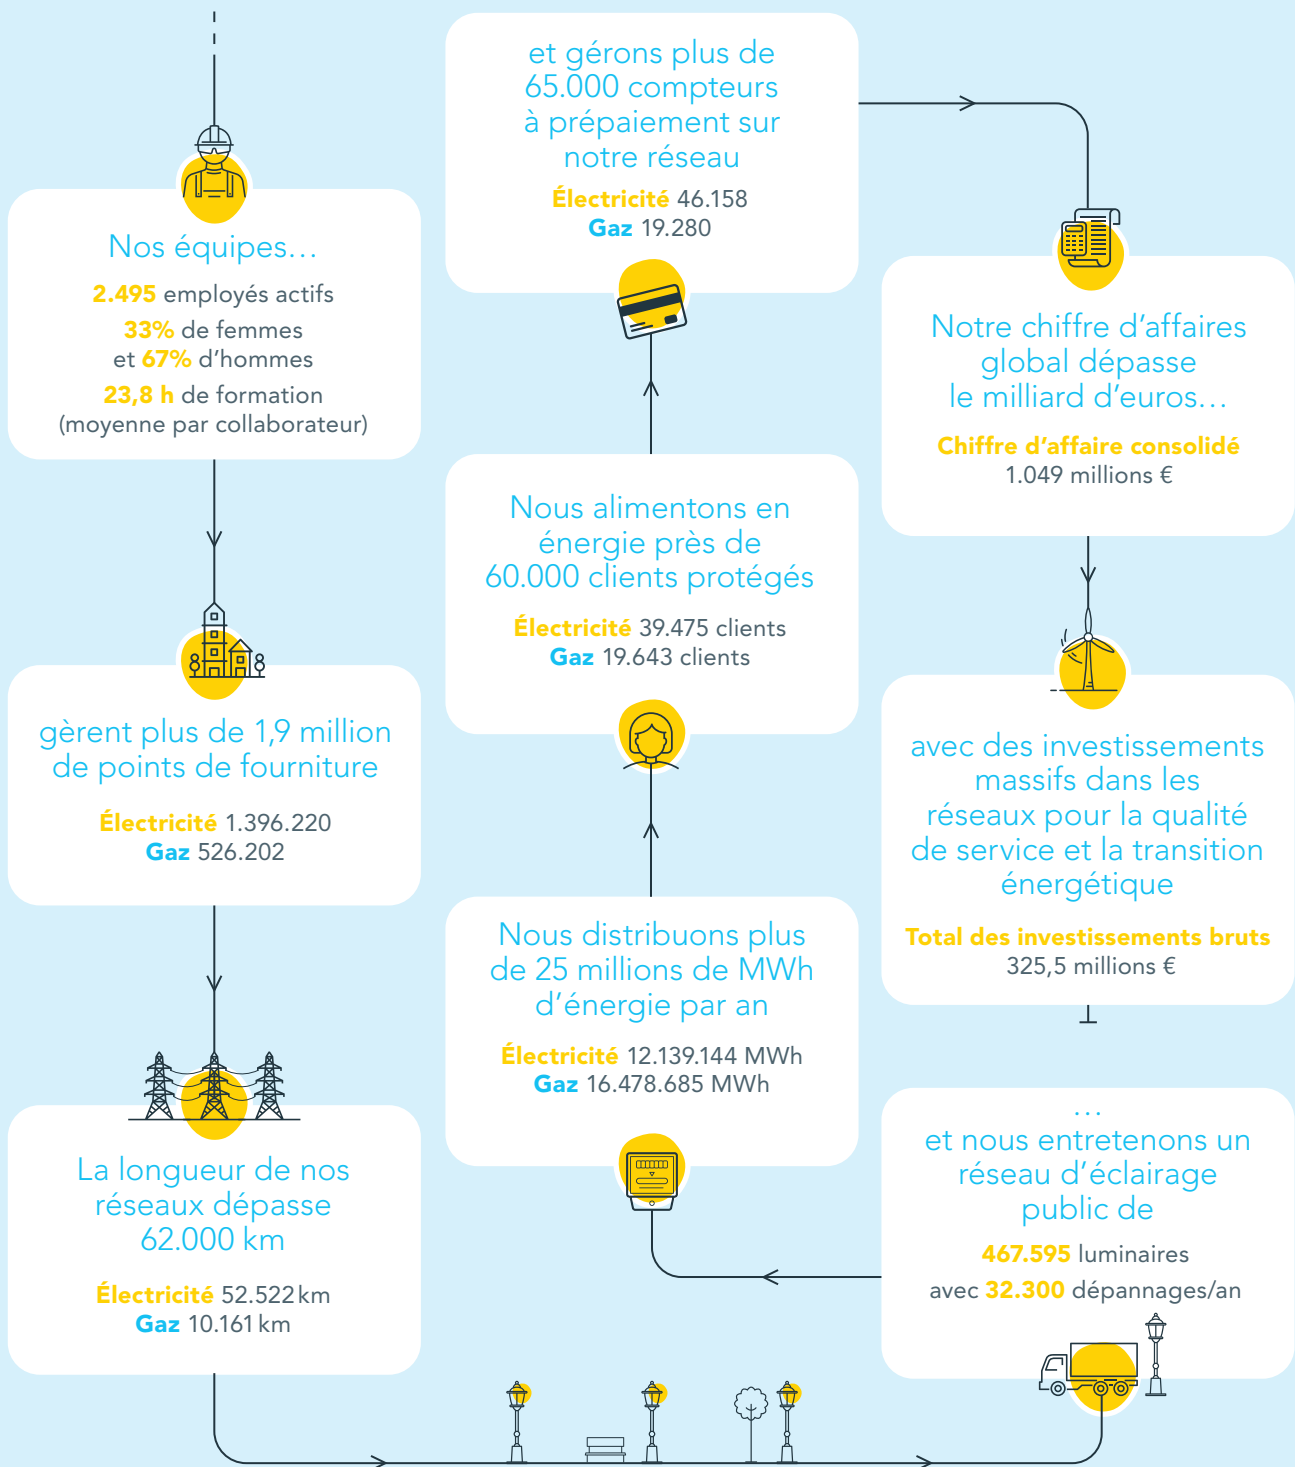 Nos équipes…
2.495 employés actifs
33% de femmes
et 67% d'hommes
23,8 h de formation
(moyenne par collaborateur)
gèrent plus de 1,9 million
de points de fourniture
Électricité 1.396.220
Gaz 526.202
La longueur de nos
réseaux dépasse
62.000 km
Électricité 52.522 km
Gaz 10.161 km
…
et nous entretenons un
réseau d'éclairage
public de
467.595 luminaires
avec 32.300 dépannages/an
Nous distribuons plus
de 25 millions de MWh
d'énergie par an
Électricité 12.139.144 MWh
Gaz 16.478.685 MWh
Nous alimentons en
énergie près de
60.000 clients protégés
Électricité 39.475 clients
Gaz 19.643 clients
et gérons plus de
65.000 compteurs
à prépaiement sur
notre réseau
Électricité 46.158
Gaz 19.280
Notre chiffre d'affaires
global dépasse
le milliard d'euros…
Chiffre d'affaire consolidé
1.049 millions €
avec des investissements
massifs dans les
réseaux pour la qualité
de service et la transition
énergétique
Total des investissements bruts
325,5 millions €